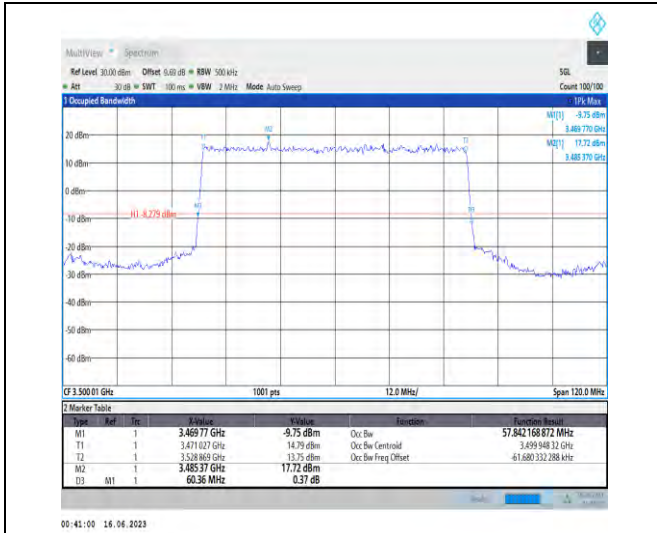 MultiView Spectrum
Ref Level 30.00 dBm Offset RBW 500 kHz SGL
Att 30 dB SWT 100 ms VBW 2 MHz Mode Auto Sweep Count 100/100
1 Occupied Bandwidth 1Pk Max
M1[1] -9.75 dBm
3.469 770 GHz
M2[1] 17.72 dBm
3.485 370 GHz
M2
T1 T2
20 dBm
10 dBm
0 dBm
M1
H1 -8.279 dBm
-10 dBm
-20 dBm
-30 dBm
-40 dBm
-50 dBm
-60 dBm
CF 3.500 01 GHz 1001 pts 12.0 MHz/ Span 120.0 MHz
2 Marker Table
Type Ref Trc X-Value Y-Value Function Function Result
M1 1 3.469 77 GHz -9.75 dBm Occ Bw 57.842 168 872 MHz
T1 1 3.471 027 GHz 14.79 dBm Occ Bw Centroid 3.499 948 32 GHz
T2 1 3.528 869 GHz 13.75 dBm Occ Bw Freq Offset -61.680 332 288 kHz
M2 1 3.485 37 GHz 17.72 dBm
D3 M1 1 60.36 MHz 0.37 dB
00:41:00 16.06.2023